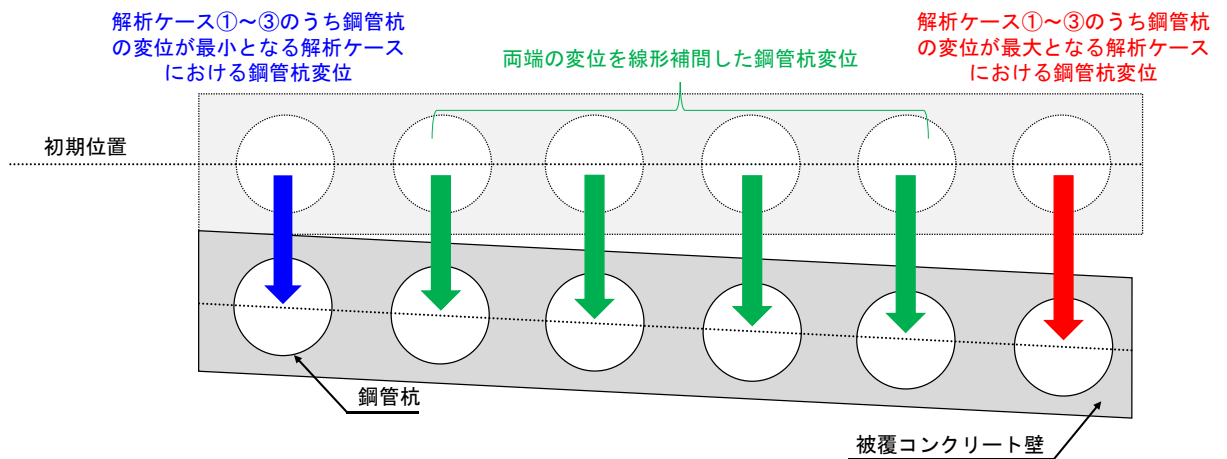 解析ケース①～③のうち鋼管杭
の変位が最小となる解析ケース
における鋼管杭変位
両端の変位を線形補間した鋼管杭変位
解析ケース①～③のうち鋼管杭
の変位が最大となる解析ケース
における鋼管杭変位
初期位置
鋼管杭
被覆コンクリート壁